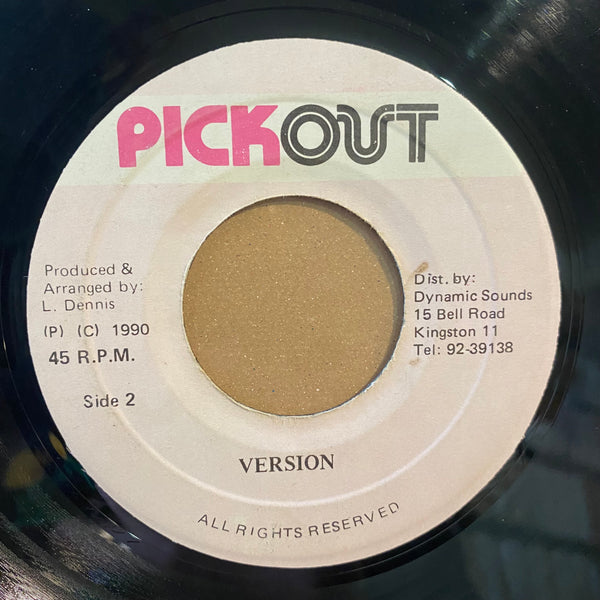 PICKOUT
Produced &
Arranged by:
L. Dennis
(P) (C) 1990
45 R.P.M.
Side 2
Dist. by:
Dynamic Sounds
15 Bell Road
Kingston 11
Tel: 92-39138
VERSION
ALL RIGHTS RESERVED